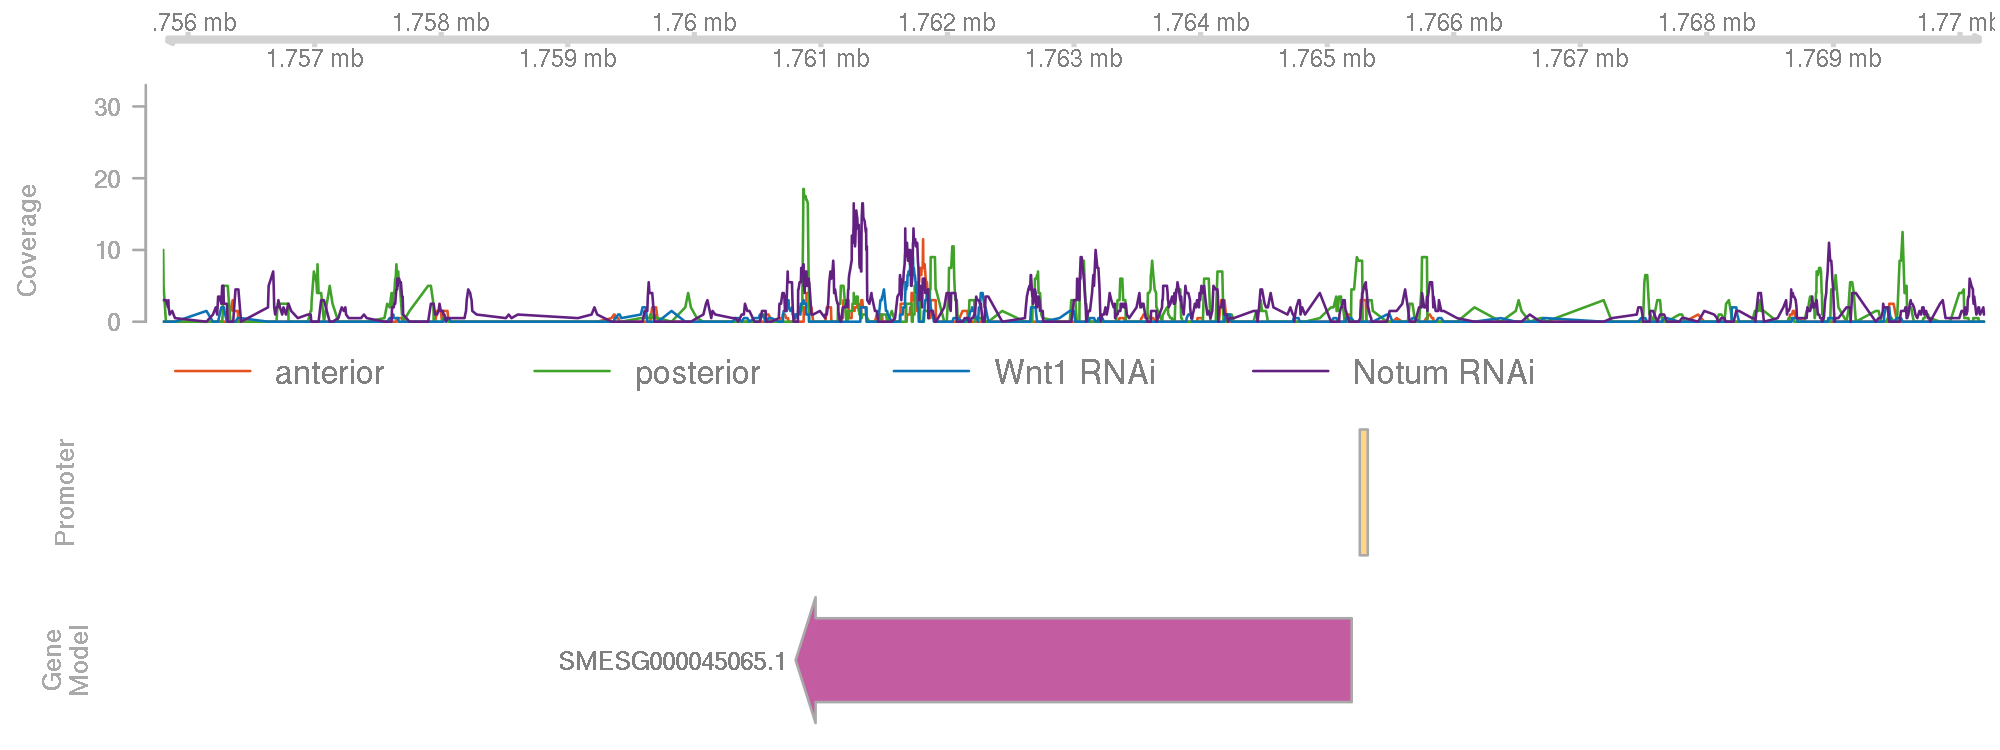 .756 mb 1.758 mb 1.76 mb 1.762 mb 1.764 mb 1.766 mb 1.768 mb 1.77 mb
1.757 mb 1.759 mb 1.761 mb 1.763 mb 1.765 mb 1.767 mb 1.769 mb
30
20
10
0
Coverage
anterior posterior Wnt1 RNAi Notum RNAi
Promoter
Gene
Model
SMESG000045065.1